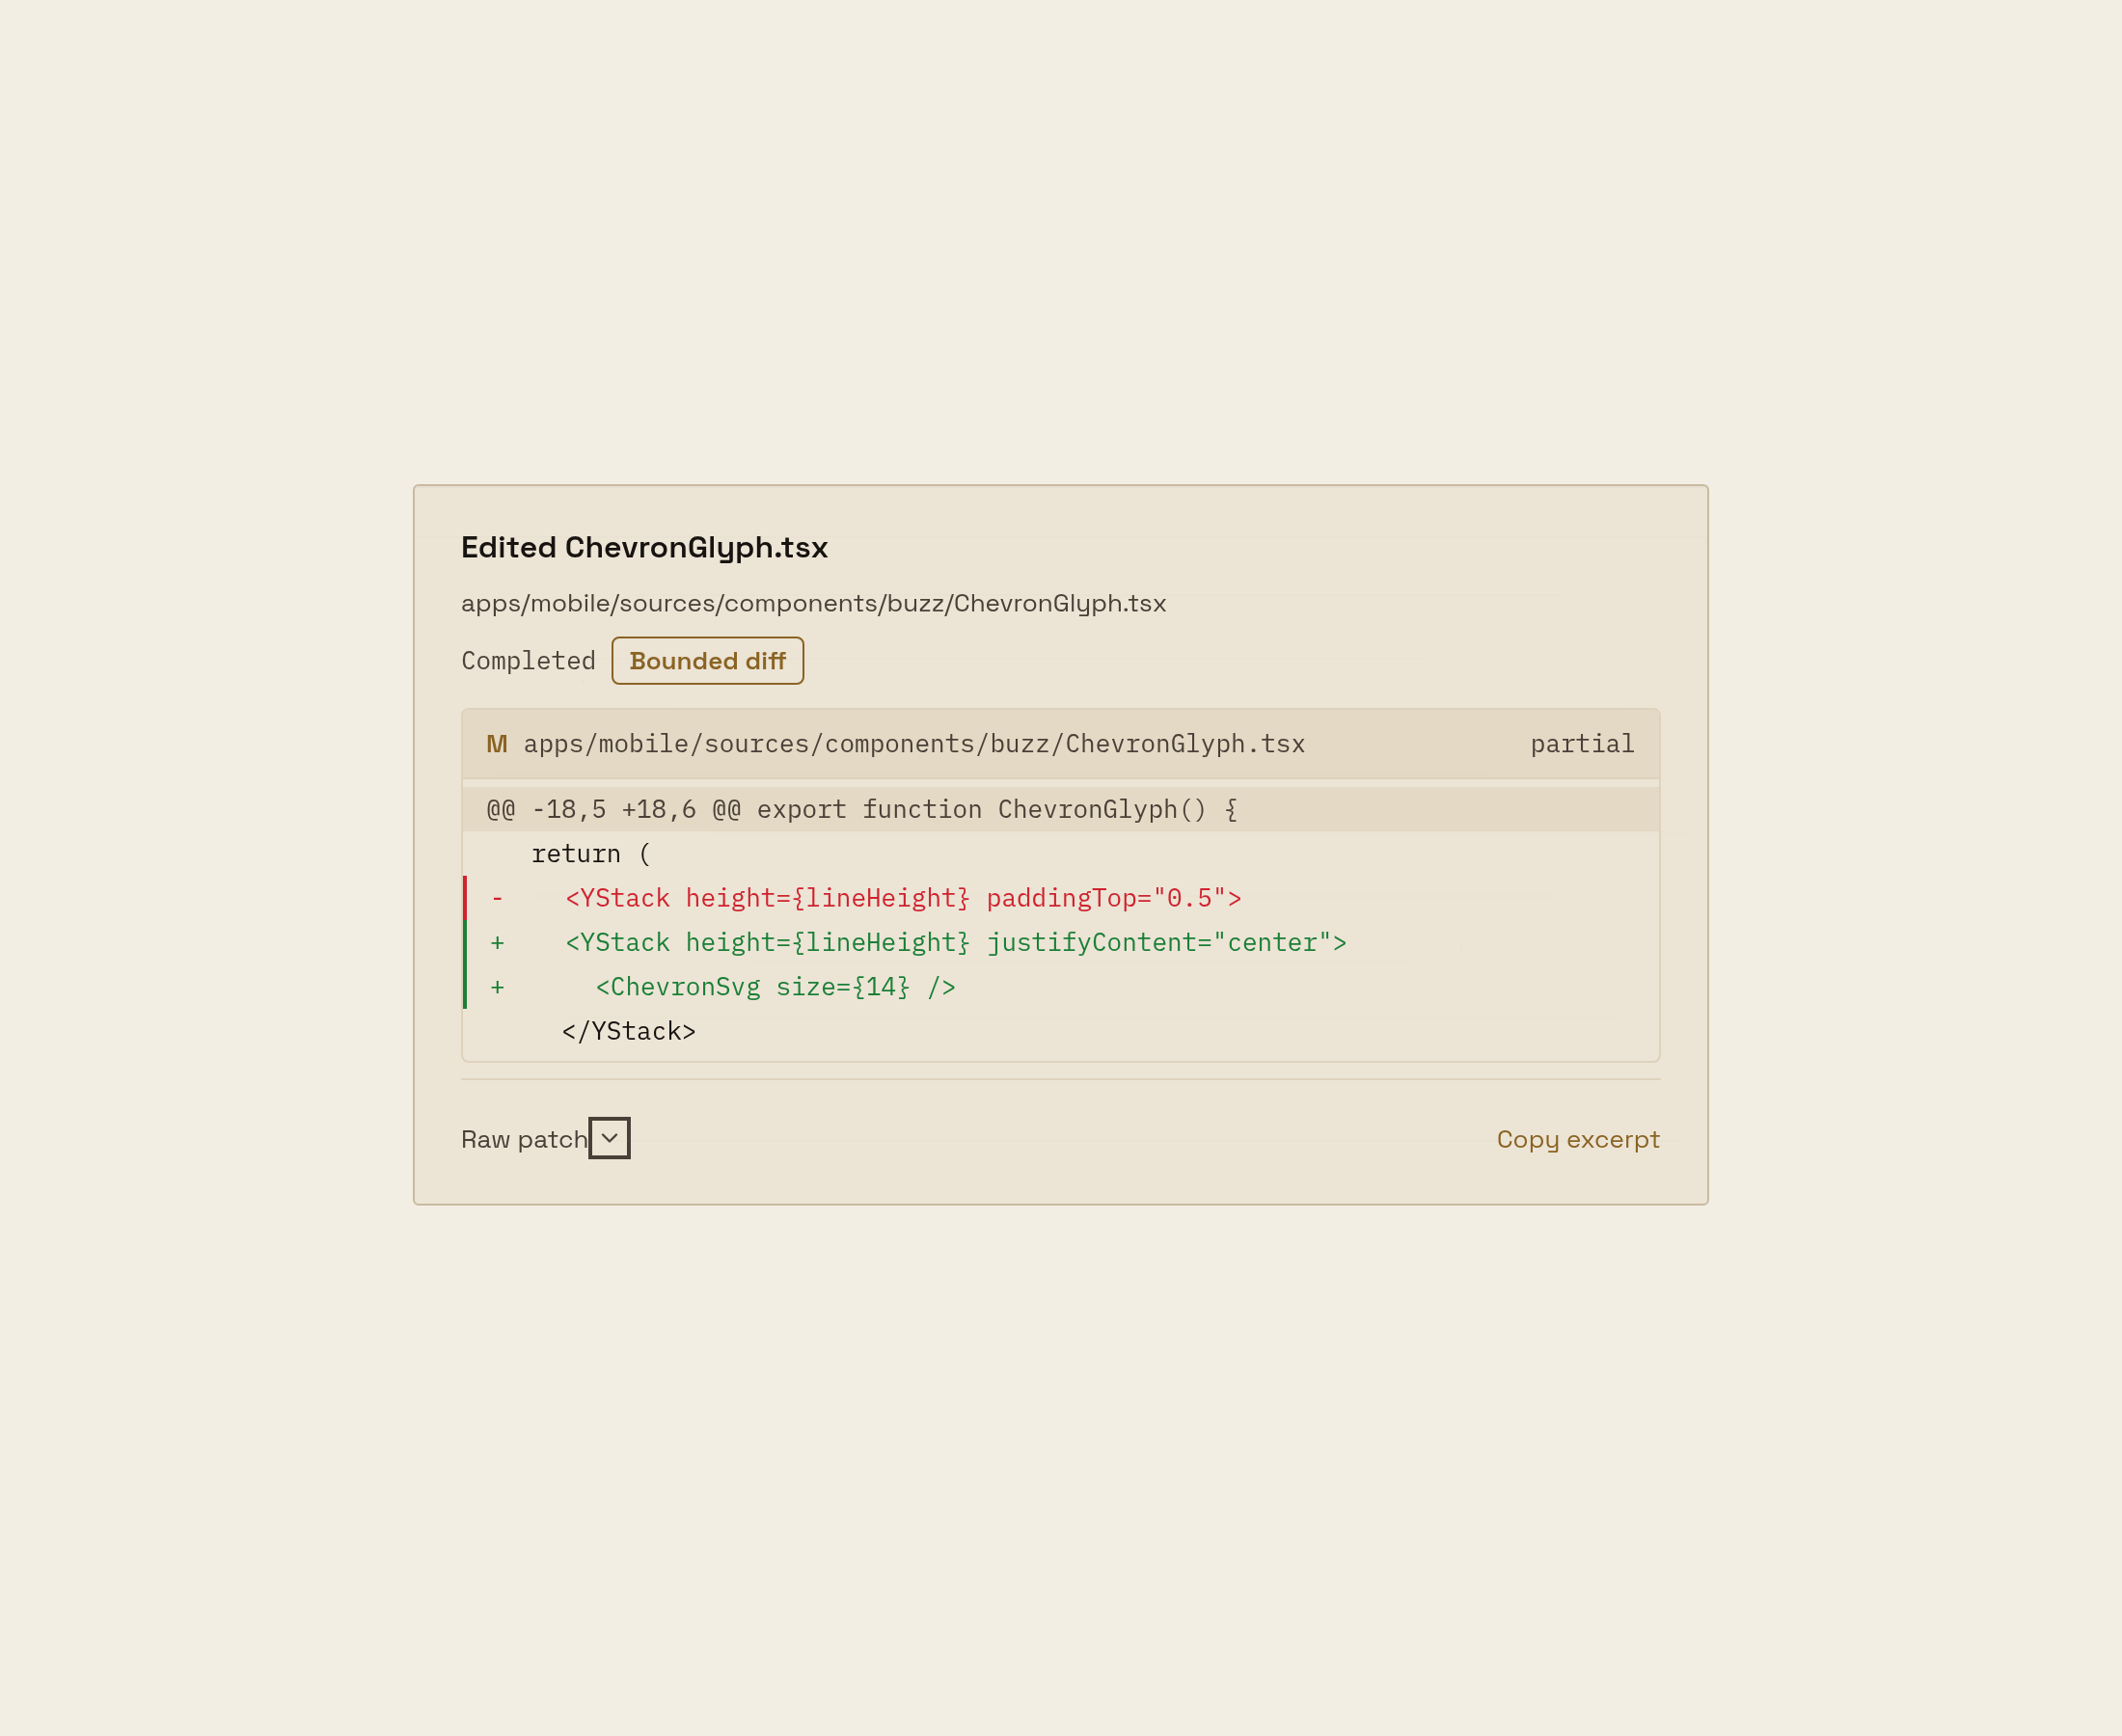 Edited ChevronGlyph.tsx
apps/mobile/sources/components/buzz/ChevronGlyph.tsx
Completed Bounded diff
M apps/mobile/sources/components/buzz/ChevronGlyph.tsx partial
@@ -18,5 +18,6 @@ export function ChevronGlyph() {
return (
- <YStack height={lineHeight} paddingTop="0.5">
+ <YStack height={lineHeight} justifyContent="center">
+ <ChevronSvg size={14} />
</YStack>
Raw patch Copy excerpt